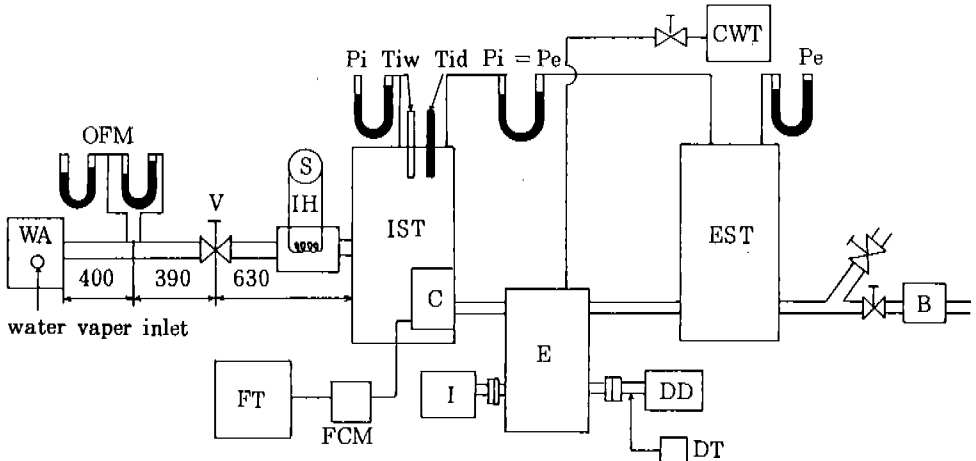 CWT
Pi Tiw Tid Pi = Pe Pe
OFM
S
V
IH
WA
IST
EST
400 390 630
C
B
water vaper inlet
E
FT
I
DD
FCM
DT